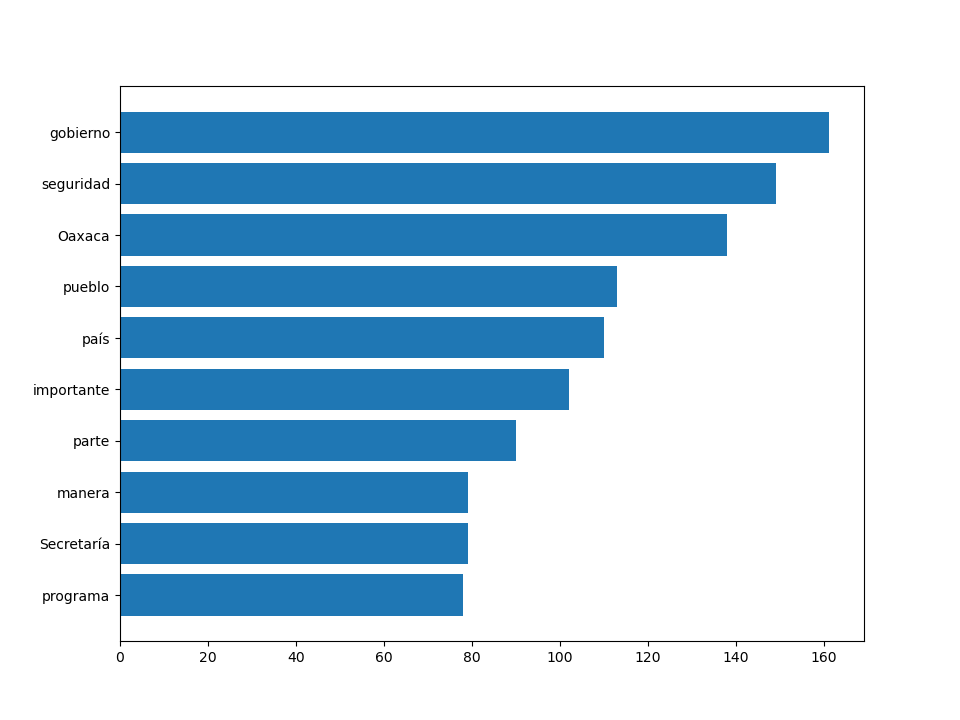 gobierno
seguridad
Oaxaca
pueblo
país
importante
parte
manera
Secretaría
programa
0 20 40 60 80 100 120 140 160